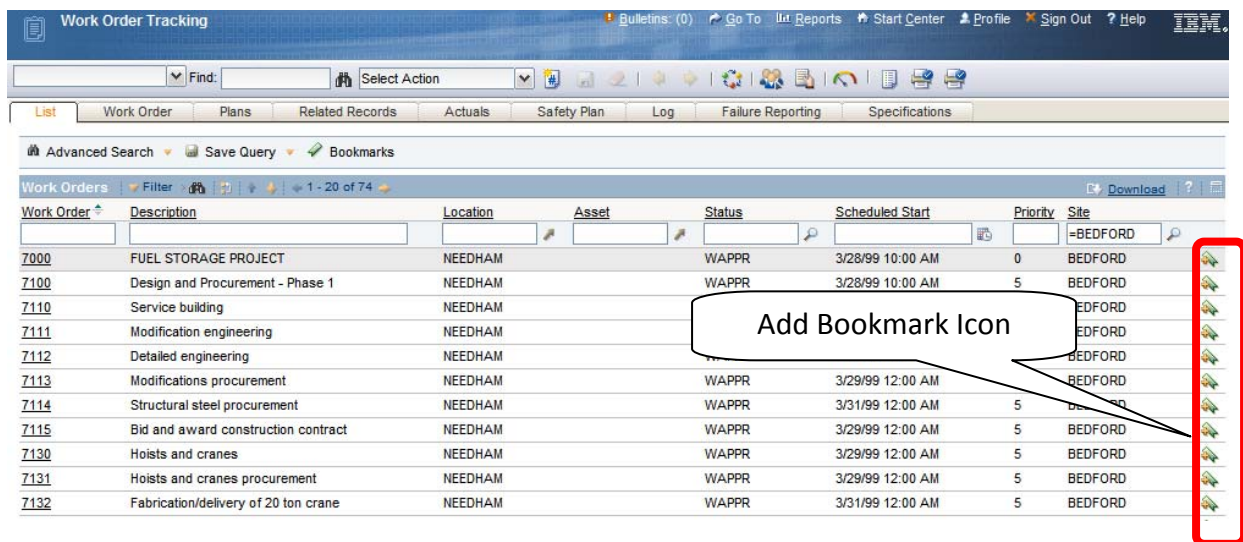 Work Order Tracking
Bulletins: (0) Go To Reports Start Center Profile Sign Out ? Help IBM.
Find: Select Action
List Work Order Plans Related Records Actuals Safety Plan Log Failure Reporting Specifications
Advanced Search Save Query Bookmarks
Work Orders Filter 1 - 20 of 74 Download ?
Work Order Description Location Asset Status Scheduled Start Priority Site
=BEDFORD
7000 FUEL STORAGE PROJECT NEEDHAM WAPPR 3/28/99 10:00 AM 0 BEDFORD
7100 Design and Procurement - Phase 1 NEEDHAM WAPPR 3/28/99 10:00 AM 5 BEDFORD
7110 Service building NEEDHAM EDFORD
Add Bookmark Icon
7111 Modification engineering NEEDHAM EDFORD
7112 Detailed engineering NEEDHAM BEDFORD
7113 Modifications procurement NEEDHAM WAPPR 3/29/99 12:00 AM BEDFORD
7114 Structural steel procurement NEEDHAM WAPPR 3/31/99 12:00 AM 5
7115 Bid and award construction contract NEEDHAM WAPPR 3/29/99 12:00 AM 5 BEDFORD
7130 Hoists and cranes NEEDHAM WAPPR 3/29/99 12:00 AM 5 BEDFORD
7131 Hoists and cranes procurement NEEDHAM WAPPR 3/29/99 12:00 AM 5 BEDFORD
7132 Fabrication/delivery of 20 ton crane NEEDHAM WAPPR 3/31/99 12:00 AM 5 BEDFORD